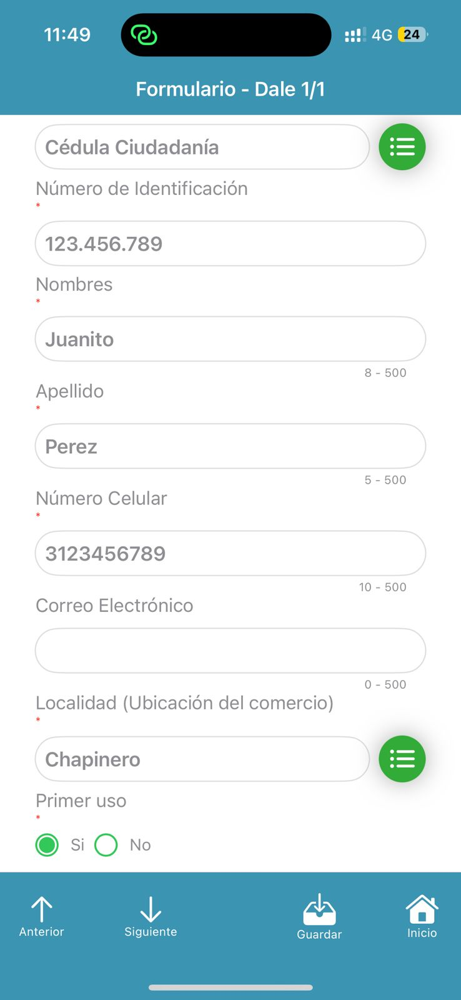 11:49
4G 24
Formulario - Dale 1/1
Cédula Ciudadanía
Número de Identificación
*
123.456.789
Nombres
*
Juanito
8 - 500
Apellido
*
Perez
5 - 500
Número Celular
*
3123456789
10 - 500
Correo Electrónico
0 - 500
Localidad (Ubicación del comercio)
*
Chapinero
Primer uso
*
Si No
Anterior Siguiente Guardar Inicio